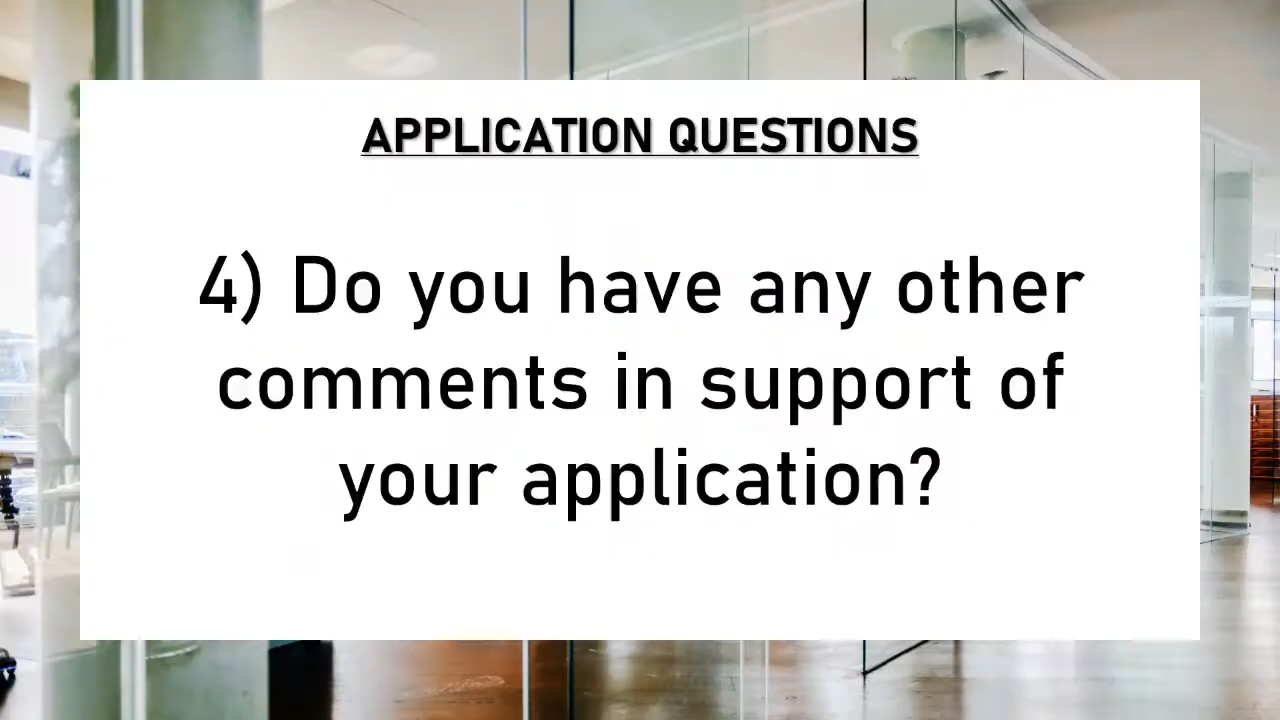 APPLICATION QUESTIONS
4) Do you have any other
comments in support of
your application?